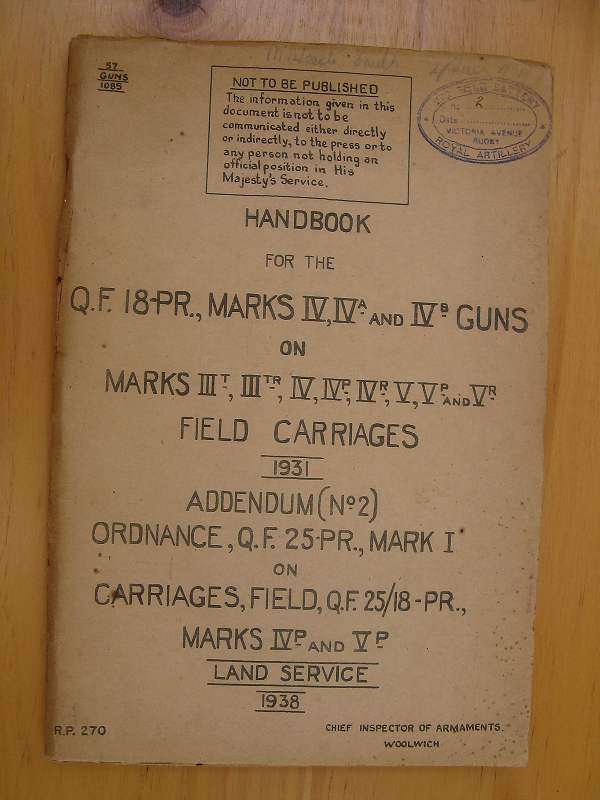 57
GUNS
1085
NOT TO BE PUBLISHED
The information given in this
document is not to be
communicated either directly
or indirectly, to the press or to
any person not holding an
official position in His
Majesty's Service.
No 2
Date
VICTORIA AVENUE
RUGBY
ROYAL ARTILLERY
HANDBOOK
FOR THE
Q.F. 18-PR., MARKS IV, IVA AND IVB GUNS
ON
MARKS IIIT, IIITR, IV, IVP, IVR, V, VP AND VR
FIELD CARRIAGES
1931
ADDENDUM (Nº2)
ORDNANCE, Q.F. 25-PR., MARK I
ON
CARRIAGES, FIELD, Q.F. 25/18-PR.,
MARKS IVP AND VP
LAND SERVICE
1938
R.P. 270
CHIEF INSPECTOR OF ARMAMENTS.
WOOLWICH